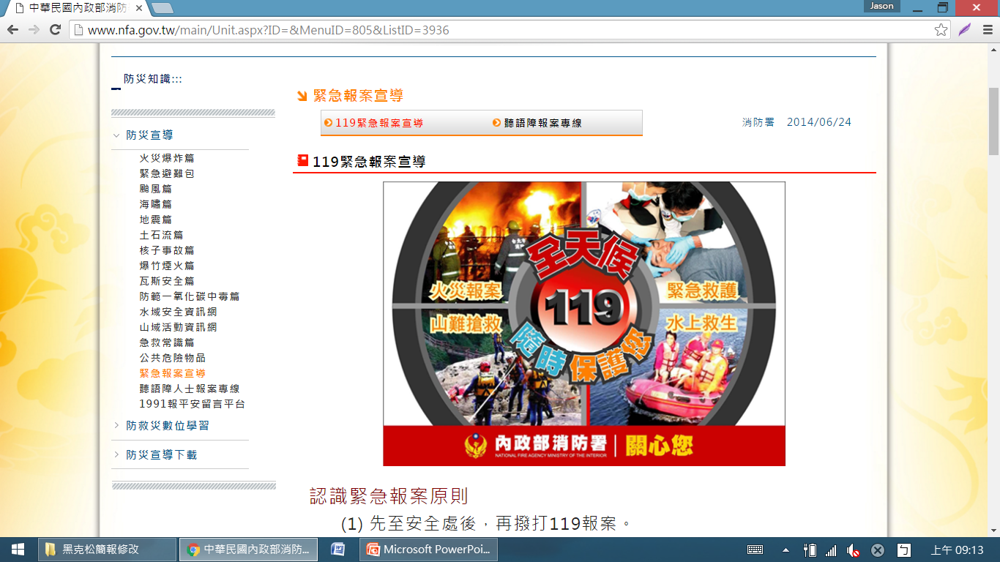 中華民國內政部消防
Jason
www.nfa.gov.tw/main/Unit.aspx?ID=&MenuID=805&ListID=3936
防災知識:::
防災宣導
火災爆炸篇
緊急避難包
颱風篇
海嘯篇
地震篇
土石流篇
核子事故篇
爆竹煙火篇
瓦斯安全篇
防範一氧化碳中毒篇
水域安全資訊網
山域活動資訊網
急救常識篇
公共危險物品
緊急報案宣導
聽語障人士報案專線
1991報平安留言平台
防救災數位學習
防災宣導下載
緊急報案宣導
119緊急報案宣導
聽語障報案專線
消防署 2014/06/24
119緊急報案宣導
全天候
119
隨時保護您
火災報案
緊急救護
山難搶救
水上救生
內政部消防署
NATIONAL FIRE AGENCY MINISTRY OF THE INTERIOR
關心您
認識緊急報案原則
(1) 先至安全處後，再撥打119報案。
黑克松簡報修改
中華民國內政部消防...
Microsoft PowerPoi...
ㄅ
上午 09:13